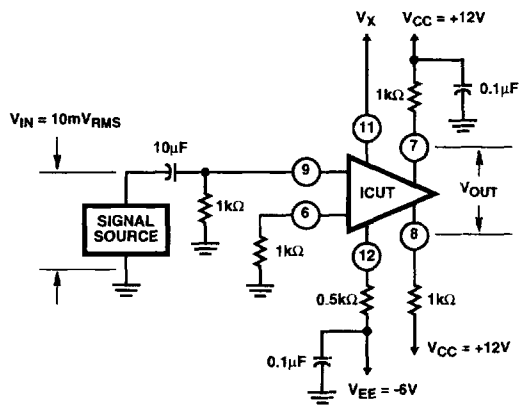 V_X
V_CC = +12V
1kΩ
0.1μF
V_IN = 10mV_RMS
10μF
11
7
9
ICUT
V_OUT
SIGNAL
SOURCE
1kΩ
6
8
1kΩ
12
0.5kΩ
1kΩ
0.1μF
V_CC = +12V
V_EE = -6V